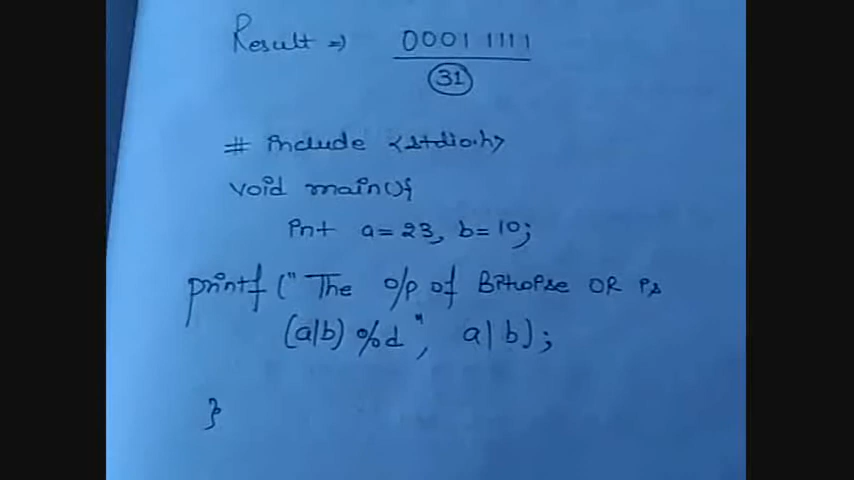 Result => 0001 1111
31
# include <stdio.h>
void main(){
int a=23, b=10;
printf (" The o/p of Bitwise OR is
(a|b) %d", a|b);
}